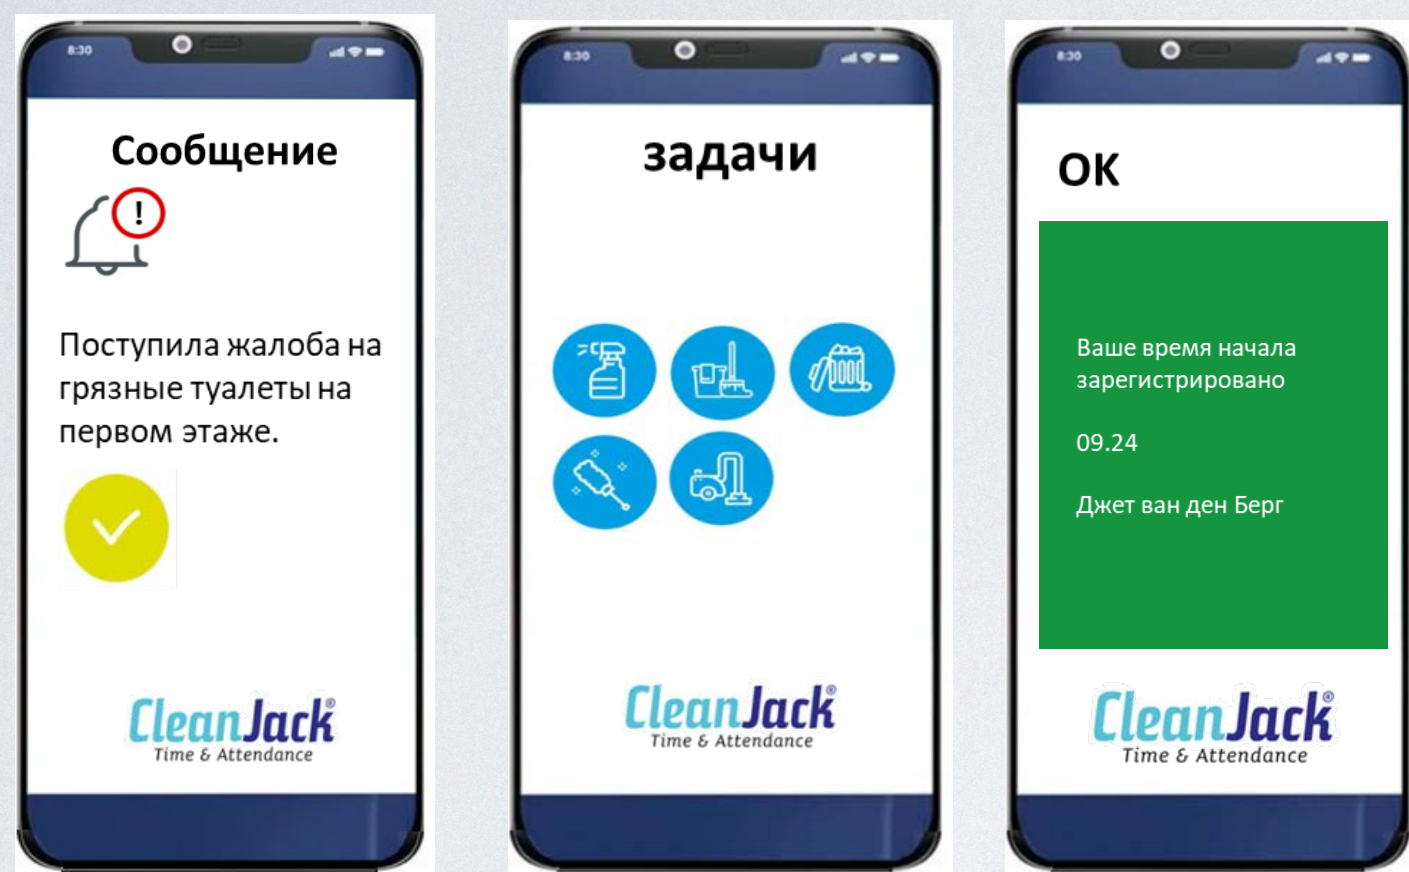 8:30
Сообщение
!
Поступила жалоба на
грязные туалеты на
первом этаже.
CleanJack®
Time & Attendance
8:30
задачи
CleanJack®
Time & Attendance
8:30
ОК
Ваше время начала
зарегистрировано
09.24
Джет ван ден Берг
CleanJack®
Time & Attendance